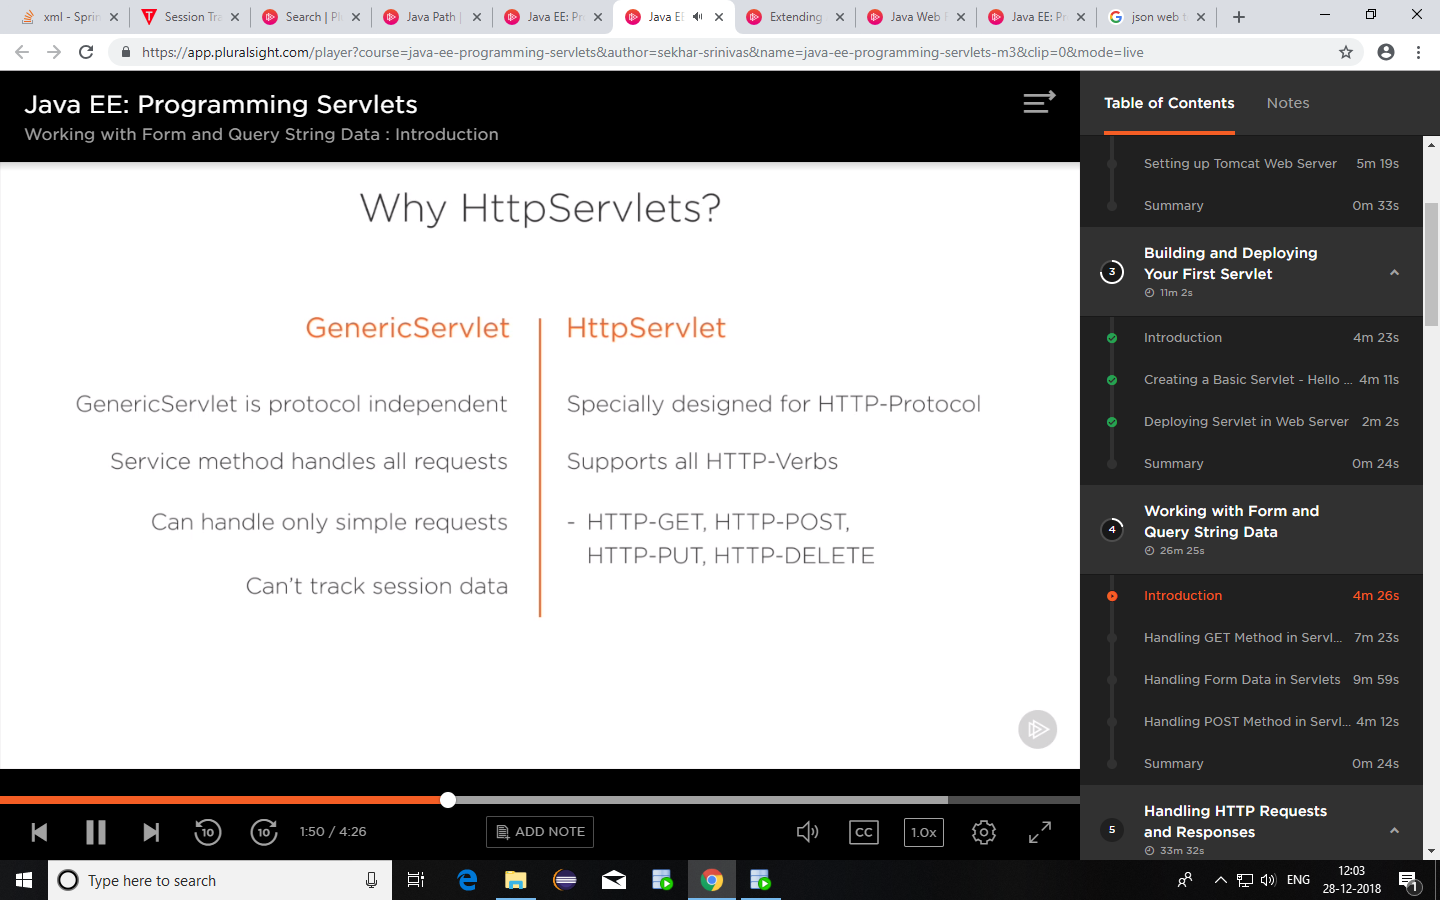 xml - Sprin
Session Tra
Search | Pl
Java Path |
Java EE: Pr
Java EE
Extending
Java Web F
Java EE: Pr
json web t
https://app.pluralsight.com/player?course=java-ee-programming-servlets&author=sekhar-srinivas&name=java-ee-programming-servlets-m3&clip=0&mode=live
Java EE: Programming Servlets
Working with Form and Query String Data : Introduction
Why HttpServlets?
GenericServlet
HttpServlet
GenericServlet is protocol independent
Specially designed for HTTP-Protocol
Service method handles all requests
Supports all HTTP-Verbs
Can handle only simple requests
- HTTP-GET, HTTP-POST,
HTTP-PUT, HTTP-DELETE
Can't track session data
10
10
1:50 / 4:26
ADD NOTE
CC
1.0x
Table of Contents
Notes
Setting up Tomcat Web Server 5m 19s
Summary 0m 33s
3
Building and Deploying
Your First Servlet
11m 2s
Introduction 4m 23s
Creating a Basic Servlet - Hello ... 4m 11s
Deploying Servlet in Web Server 2m 2s
Summary 0m 24s
4
Working with Form and
Query String Data
26m 25s
Introduction 4m 26s
Handling GET Method in Servl... 7m 23s
Handling Form Data in Servlets 9m 59s
Handling POST Method in Servl... 4m 12s
Summary 0m 24s
5
Handling HTTP Requests
and Responses
33m 32s
Type here to search
ENG
12:03
28-12-2018
1